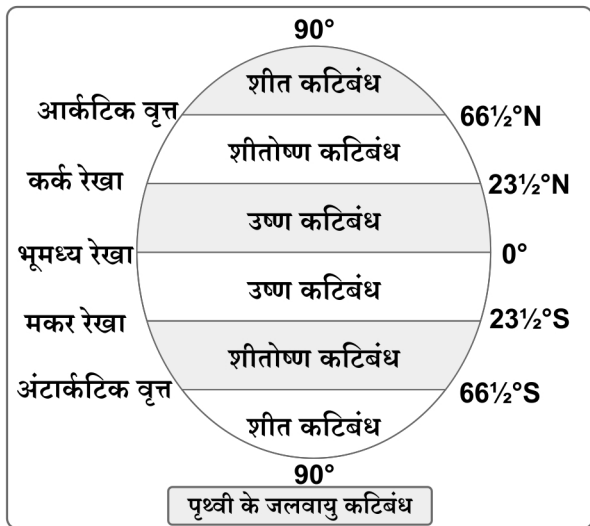 90°
शीत कटिबंध
आर्कटिक वृत्त
66½°N
शीतोष्ण कटिबंध
कर्क रेखा
23½°N
उष्ण कटिबंध
भूमध्य रेखा
0°
उष्ण कटिबंध
मकर रेखा
23½°S
शीतोष्ण कटिबंध
अंटार्कटिक वृत्त
66½°S
शीत कटिबंध
90°
पृथ्वी के जलवायु कटिबंध